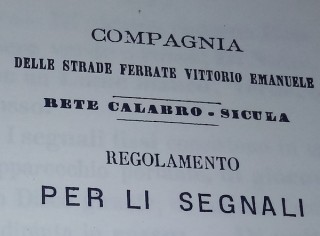 COMPAGNIA
DELLE STRADE FERRATE VITTORIO EMANUELE
RETE CALABRO - SICULA
REGOLAMENTO
PER LI SEGNALI